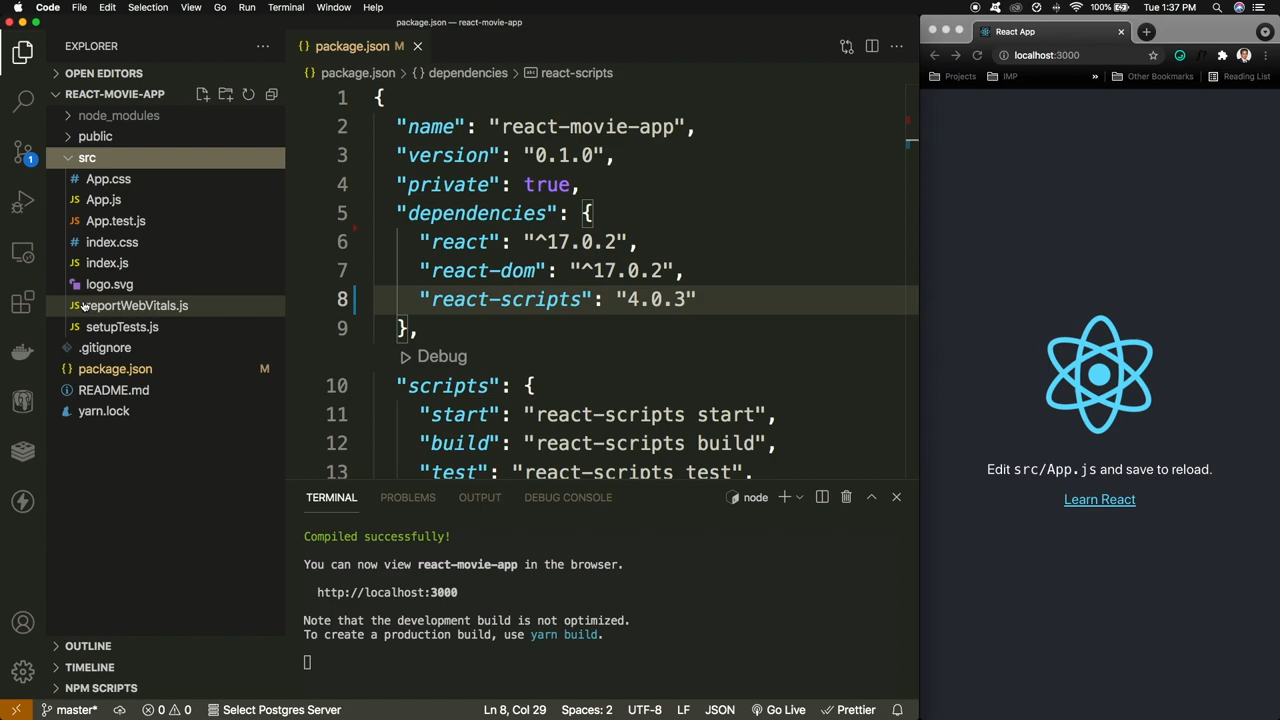 Code File Edit Selection View Go Run Terminal Window Help
100% Tue 1:37 PM
package.json — react-movie-app
React App
EXPLORER
package.json M
localhost:3000
OPEN EDITORS
package.json > {} dependencies > react-scripts
Projects IMP » Other Bookmarks Reading List
REACT-MOVIE-APP
node_modules
public
src
App.css
App.js
App.test.js
index.css
index.js
logo.svg
reportWebVitals.js
setupTests.js
.gitignore
package.json M
README.md
yarn.lock
1 {
2 "name": "react-movie-app",
3 "version": "0.1.0",
4 "private": true,
5 "dependencies": {
6 "react": "^17.0.2",
7 "react-dom": "^17.0.2",
8 "react-scripts": "4.0.3"
9 },
Debug
10 "scripts": {
11 "start": "react-scripts start",
12 "build": "react-scripts build",
13 "test": "react-scripts test",
Edit src/App.js and save to reload.
Learn React
TERMINAL PROBLEMS OUTPUT DEBUG CONSOLE node
Compiled successfully!
You can now view react-movie-app in the browser.
http://localhost:3000
Note that the development build is not optimized.
To create a production build, use yarn build.
1
OUTLINE
TIMELINE
NPM SCRIPTS
master* 0 0 Select Postgres Server Ln 8, Col 29 Spaces: 2 UTF-8 LF JSON Go Live Prettier